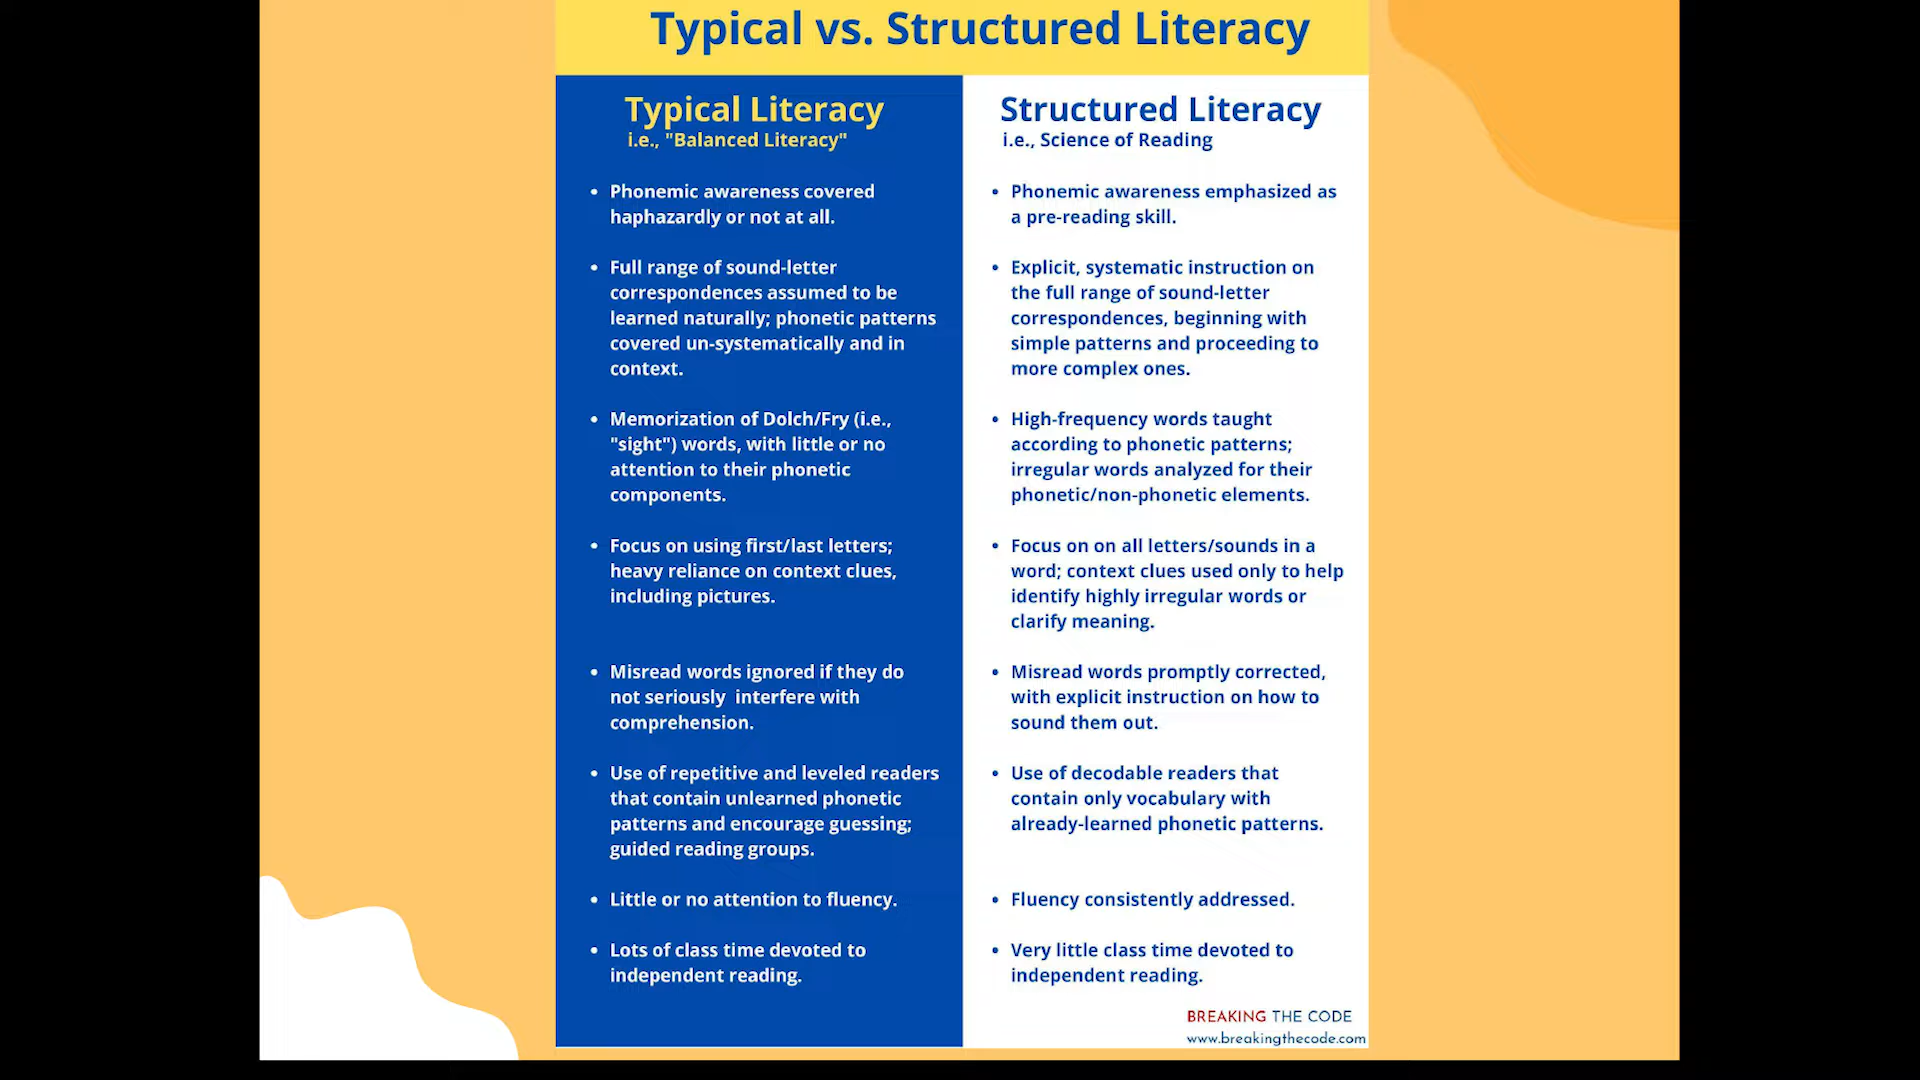 Typical vs. Structured Literacy
Typical Literacy
i.e., "Balanced Literacy"
• Phonemic awareness covered
haphazardly or not at all.
• Full range of sound-letter
correspondences assumed to be
learned naturally; phonetic patterns
covered un-systematically and in
context.
• Memorization of Dolch/Fry (i.e.,
"sight") words, with little or no
attention to their phonetic
components.
• Focus on using first/last letters;
heavy reliance on context clues,
including pictures.
• Misread words ignored if they do
not seriously interfere with
comprehension.
• Use of repetitive and leveled readers
that contain unlearned phonetic
patterns and encourage guessing;
guided reading groups.
• Little or no attention to fluency.
• Lots of class time devoted to
independent reading.
Structured Literacy
i.e., Science of Reading
• Phonemic awareness emphasized as
a pre-reading skill.
• Explicit, systematic instruction on
the full range of sound-letter
correspondences, beginning with
simple patterns and proceeding to
more complex ones.
• High-frequency words taught
according to phonetic patterns;
irregular words analyzed for their
phonetic/non-phonetic elements.
• Focus on on all letters/sounds in a
word; context clues used only to help
identify highly irregular words or
clarify meaning.
• Misread words promptly corrected,
with explicit instruction on how to
sound them out.
• Use of decodable readers that
contain only vocabulary with
already-learned phonetic patterns.
• Fluency consistently addressed.
• Very little class time devoted to
independent reading.
BREAKING THE CODE
www.breakingthecode.com